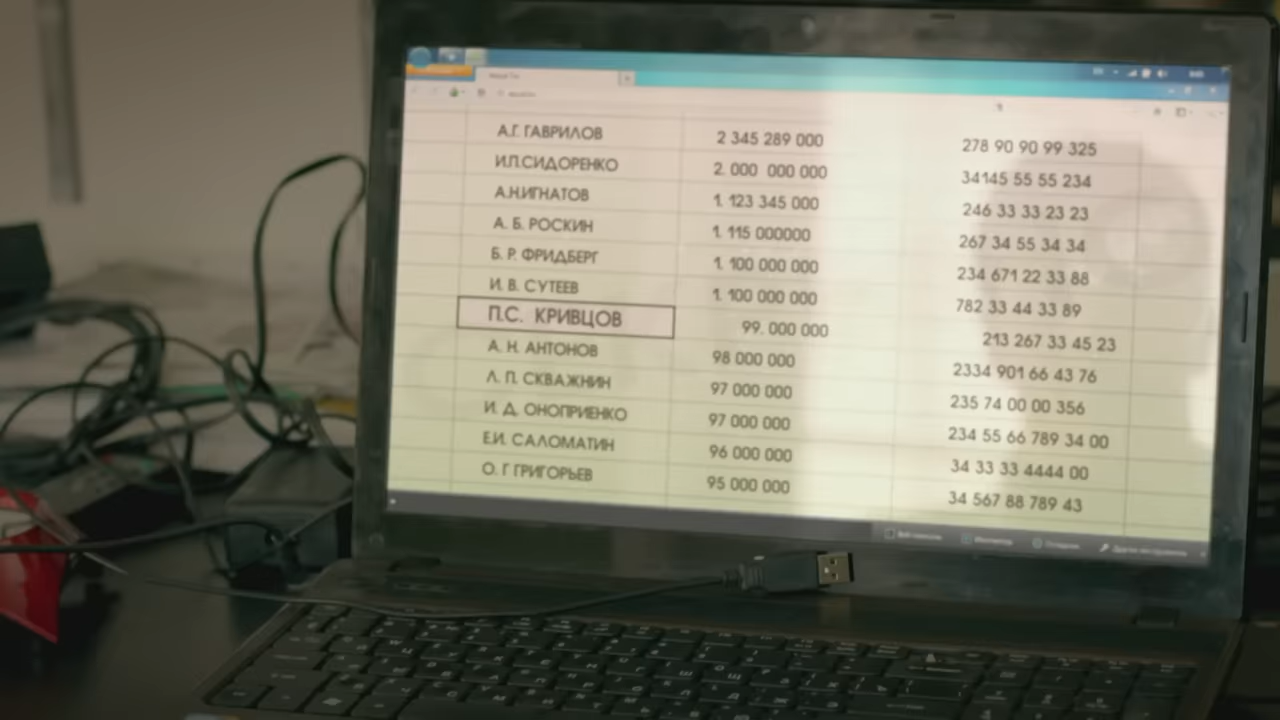 А.Г. ГАВРИЛОВ 2 345 289 000 278 90 90 99 325
И.П.СИДОРЕНКО 2. 000 000 000 34145 55 55 234
А.Н.ИГНАТОВ 1. 123 345 000 246 33 33 23 23
А. Б. РОСКИН 1. 115 000000 267 34 55 34 34
Б. Р. ФРИДБЕРГ 1. 100 000 000 234 671 22 33 88
И. В. СУТЕЕВ 1. 100 000 000 782 33 44 33 89
П.С. КРИВЦОВ 99. 000 000 213 267 33 45 23
А. Н. АНТОНОВ 98 000 000 2334 901 66 43 76
Л. П. СКВАЖНИН 97 000 000 235 74 00 00 356
И. Д. ОНОПРИЕНКО 97 000 000 234 55 66 789 34 00
Е.И. САЛОМАТИН 96 000 000 34 33 33 4444 00
О. Г ГРИГОРЬЕВ 95 000 000 34 567 88 789 43